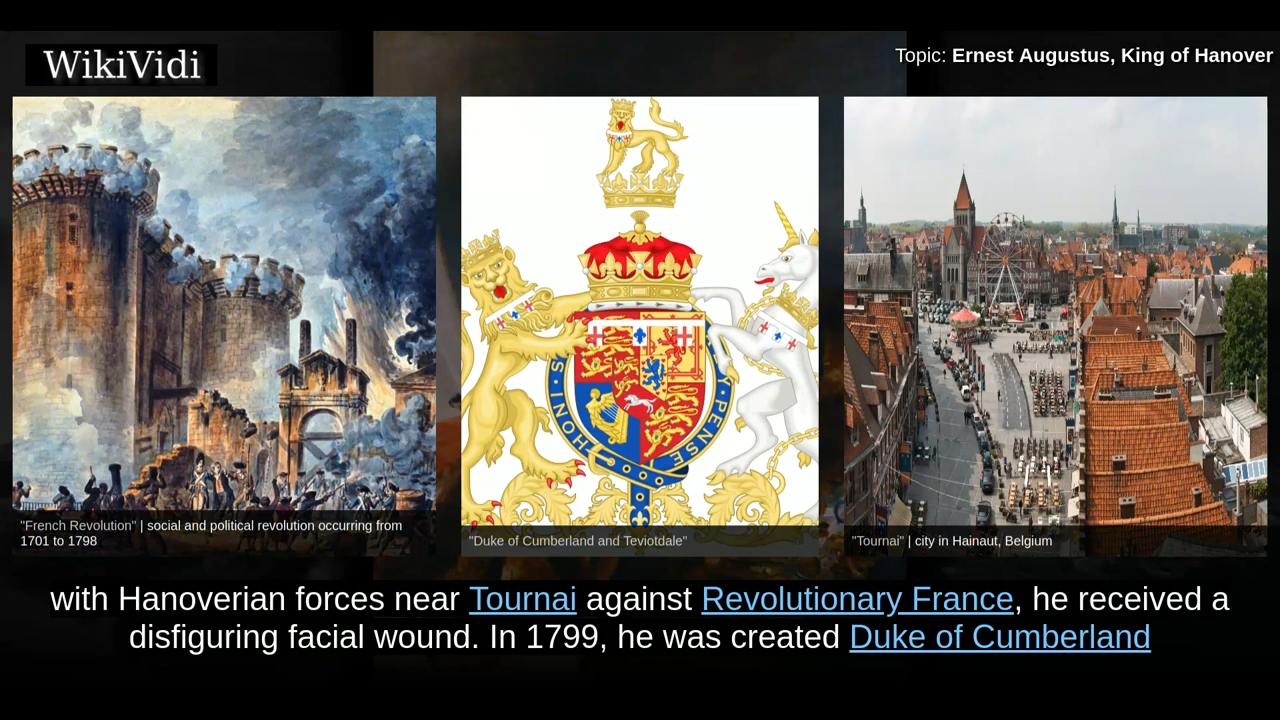 WikiVidi
Topic: Ernest Augustus, King of Hanover
S·HONI·
Y·PENSE
"French Revolution" | social and political revolution occurring from
1701 to 1798
"Duke of Cumberland and Teviotdale"
"Tournai" | city in Hainaut, Belgium
with Hanoverian forces near Tournai against Revolutionary France, he received a
disfiguring facial wound. In 1799, he was created Duke of Cumberland